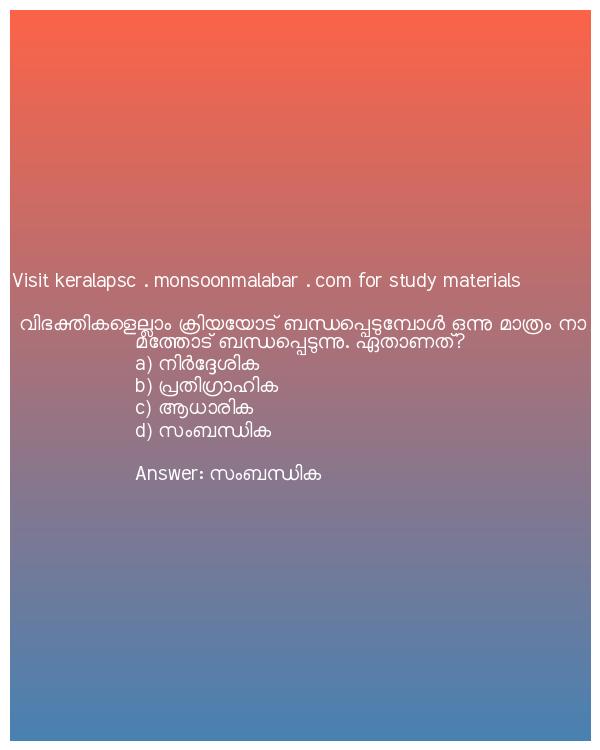 Visit keralapsc . monsoonmalabar . com for study materials
വിഭക്തികളെല്ലാം ക്രിയയോട് ബന്ധപ്പെടുമ്പോൾ ഒന്നു മാത്രം നാ
മത്തോട് ബന്ധപ്പെടുന്നു. ഏതാണത്?
a) നിർദ്ദേശിക
b) പ്രതിഗ്രാഹിക
c) ആധാരിക
d) സംബന്ധിക
Answer: സംബന്ധിക